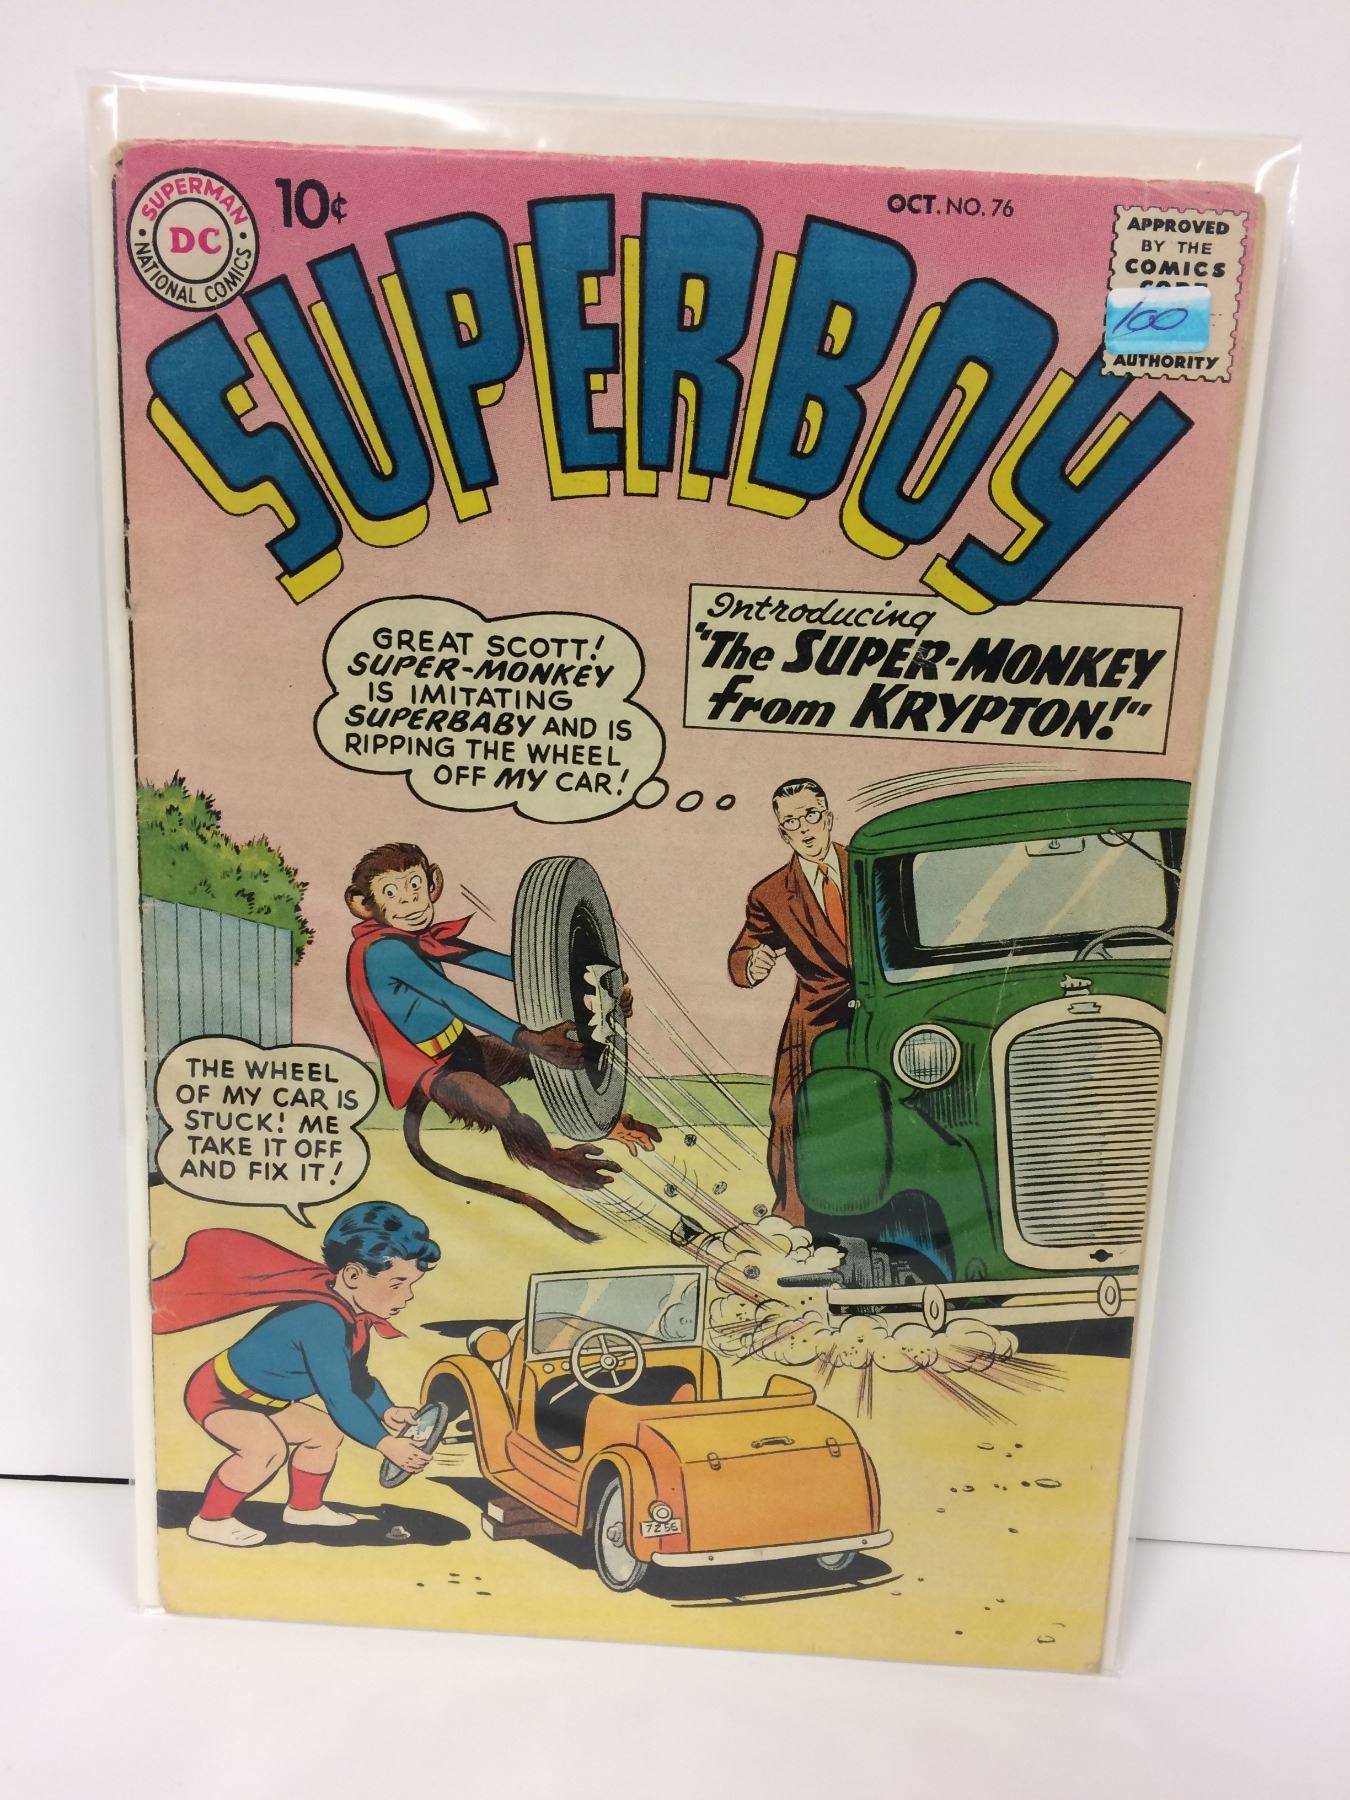 SUPERMAN
DC
NATIONAL COMICS
10¢
OCT. NO. 76
APPROVED
BY THE
COMICS
CODE
100
AUTHORITY
SUPERBOY
Introducing
"The SUPER-MONKEY
from KRYPTON!"
GREAT SCOTT!
SUPER-MONKEY
IS IMITATING
SUPERBABY AND IS
RIPPING THE WHEEL
OFF MY CAR!
THE WHEEL
OF MY CAR IS
STUCK! ME
TAKE IT OFF
AND FIX IT!
7256